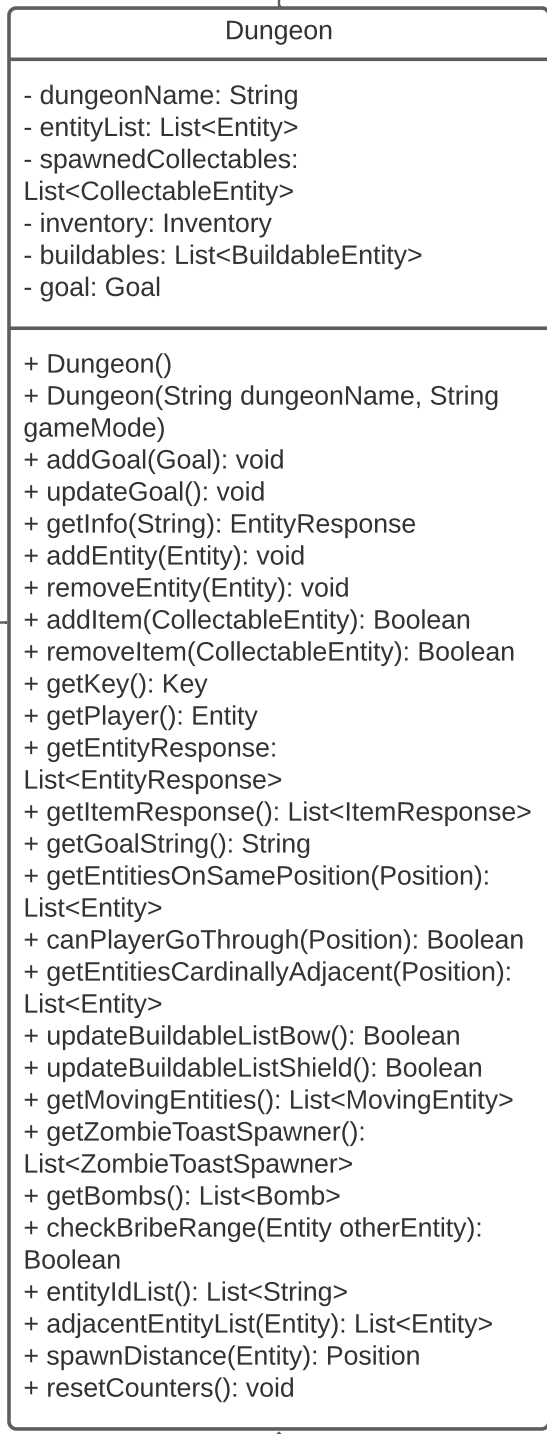 Dungeon
- dungeonName: String
- entityList: List<Entity>
- spawnedCollectables:
List<CollectableEntity>
- inventory: Inventory
- buildables: List<BuildableEntity>
- goal: Goal
+ Dungeon()
+ Dungeon(String dungeonName, String
gameMode)
+ addGoal(Goal): void
+ updateGoal(): void
+ getInfo(String): EntityResponse
+ addEntity(Entity): void
+ removeEntity(Entity): void
+ addItem(CollectableEntity): Boolean
+ removeItem(CollectableEntity): Boolean
+ getKey(): Key
+ getPlayer(): Entity
+ getEntityResponse:
List<EntityResponse>
+ getItemResponse(): List<ItemResponse>
+ getGoalString(): String
+ getEntitiesOnSamePosition(Position):
List<Entity>
+ canPlayerGoThrough(Position): Boolean
+ getEntitiesCardinallyAdjacent(Position):
List<Entity>
+ updateBuildableListBow(): Boolean
+ updateBuildableListShield(): Boolean
+ getMovingEntities(): List<MovingEntity>
+ getZombieToastSpawner():
List<ZombieToastSpawner>
+ getBombs(): List<Bomb>
+ checkBribeRange(Entity otherEntity):
Boolean
+ entityIdList(): List<String>
+ adjacentEntityList(Entity): List<Entity>
+ spawnDistance(Entity): Position
+ resetCounters(): void